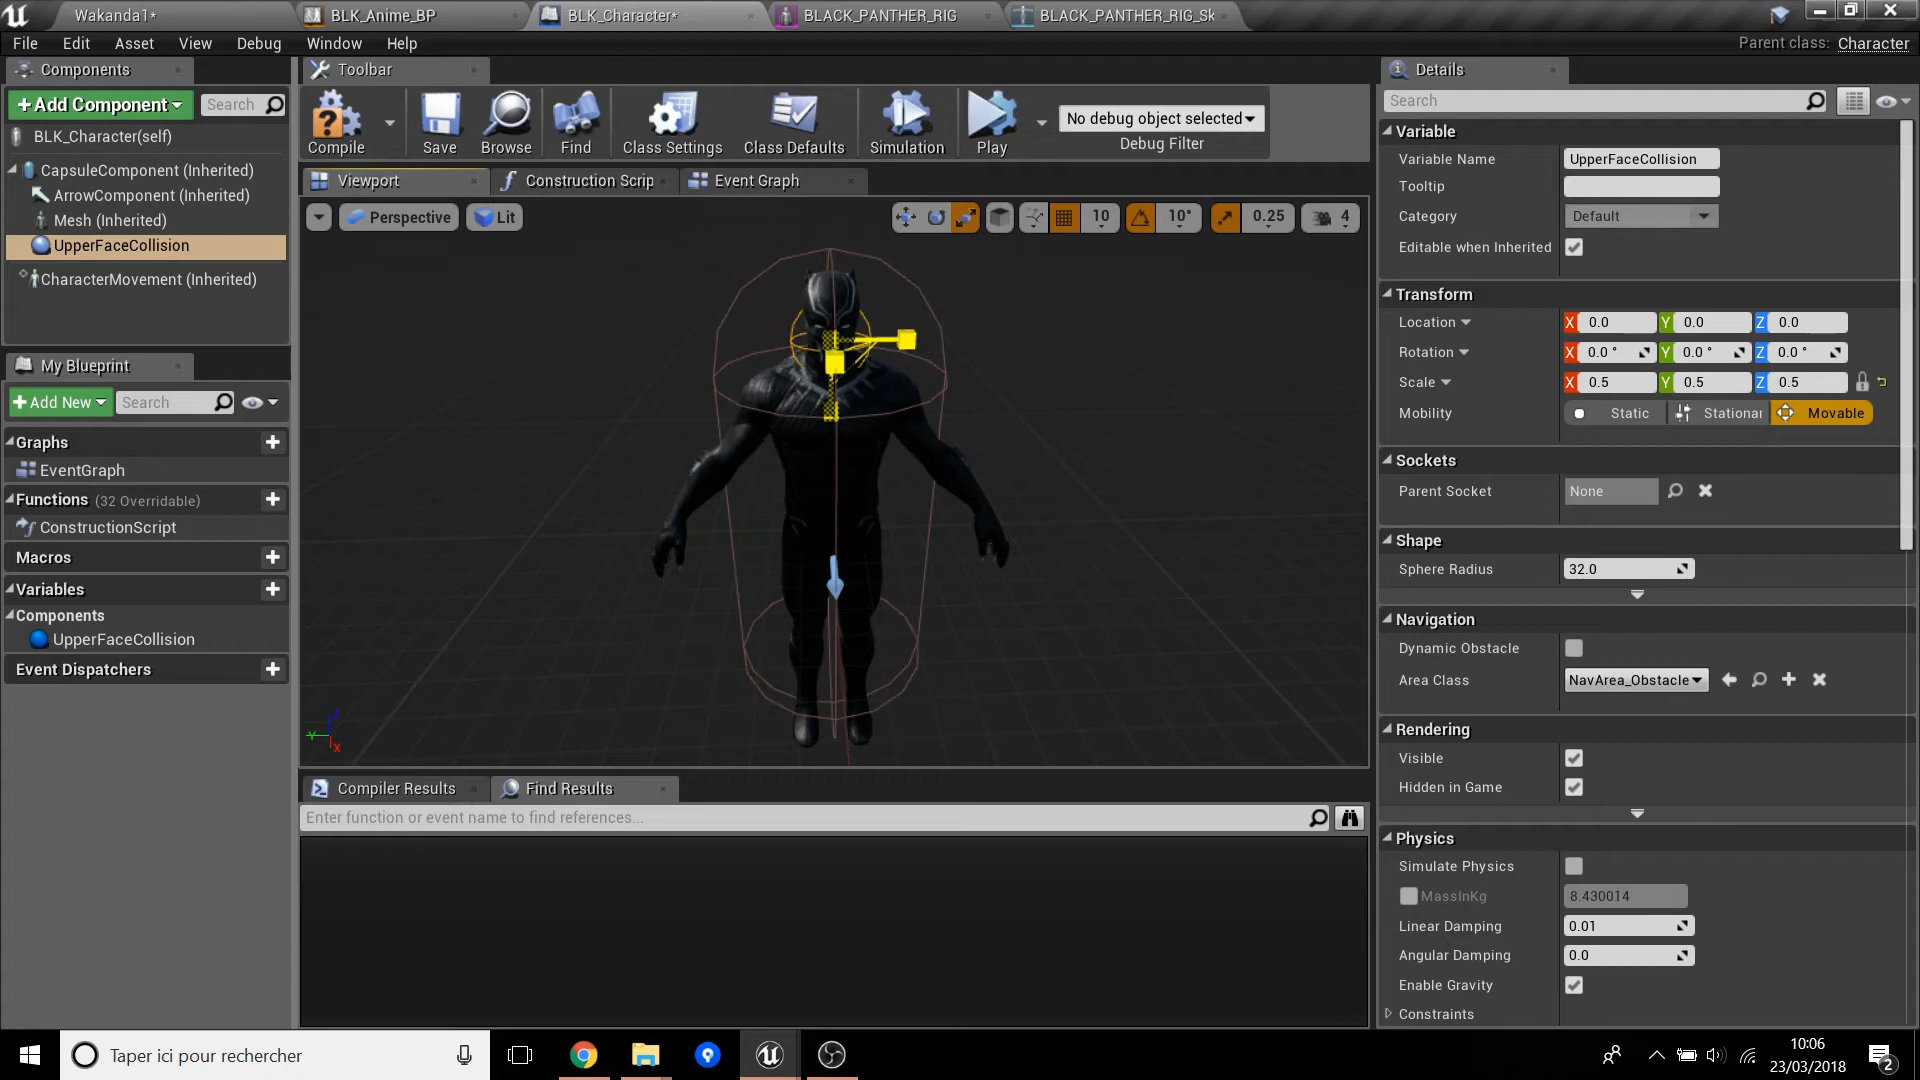 Wakanda1*
BLK_Anime_BP
BLK_Character*
BLACK_PANTHER_RIG
BLACK_PANTHER_RIG_Sk
File Edit Asset View Debug Window Help
Parent class: Character
Components
Toolbar
Details
+Add Component
Search
BLK_Character(self)
CapsuleComponent (Inherited)
ArrowComponent (Inherited)
Mesh (Inherited)
UpperFaceCollision
CharacterMovement (Inherited)
My Blueprint
+Add New
Search
Graphs
EventGraph
Functions (32 Overridable)
ConstructionScript
Macros
Variables
Components
UpperFaceCollision
Event Dispatchers
Compile
Save
Browse
Find
Class Settings
Class Defaults
Simulation
Play
No debug object selected
Debug Filter
Viewport
Construction Scrip
Event Graph
Perspective
Lit
10
10°
0.25
4
Z
Y
X
Compiler Results
Find Results
Enter function or event name to find references...
Search
Variable
Variable Name UpperFaceCollision
Tooltip
Category Default
Editable when Inherited
Transform
Location X 0.0 Y 0.0 Z 0.0
Rotation X 0.0 ° Y 0.0 ° Z 0.0 °
Scale X 0.5 Y 0.5 Z 0.5
Mobility Static Stationar Movable
Sockets
Parent Socket None
Shape
Sphere Radius 32.0
Navigation
Dynamic Obstacle
Area Class NavArea_Obstacle
Rendering
Visible
Hidden in Game
Physics
Simulate Physics
MassInKg 8.430014
Linear Damping 0.01
Angular Damping 0.0
Enable Gravity
Constraints
Taper ici pour rechercher
10:06
23/03/2018
2